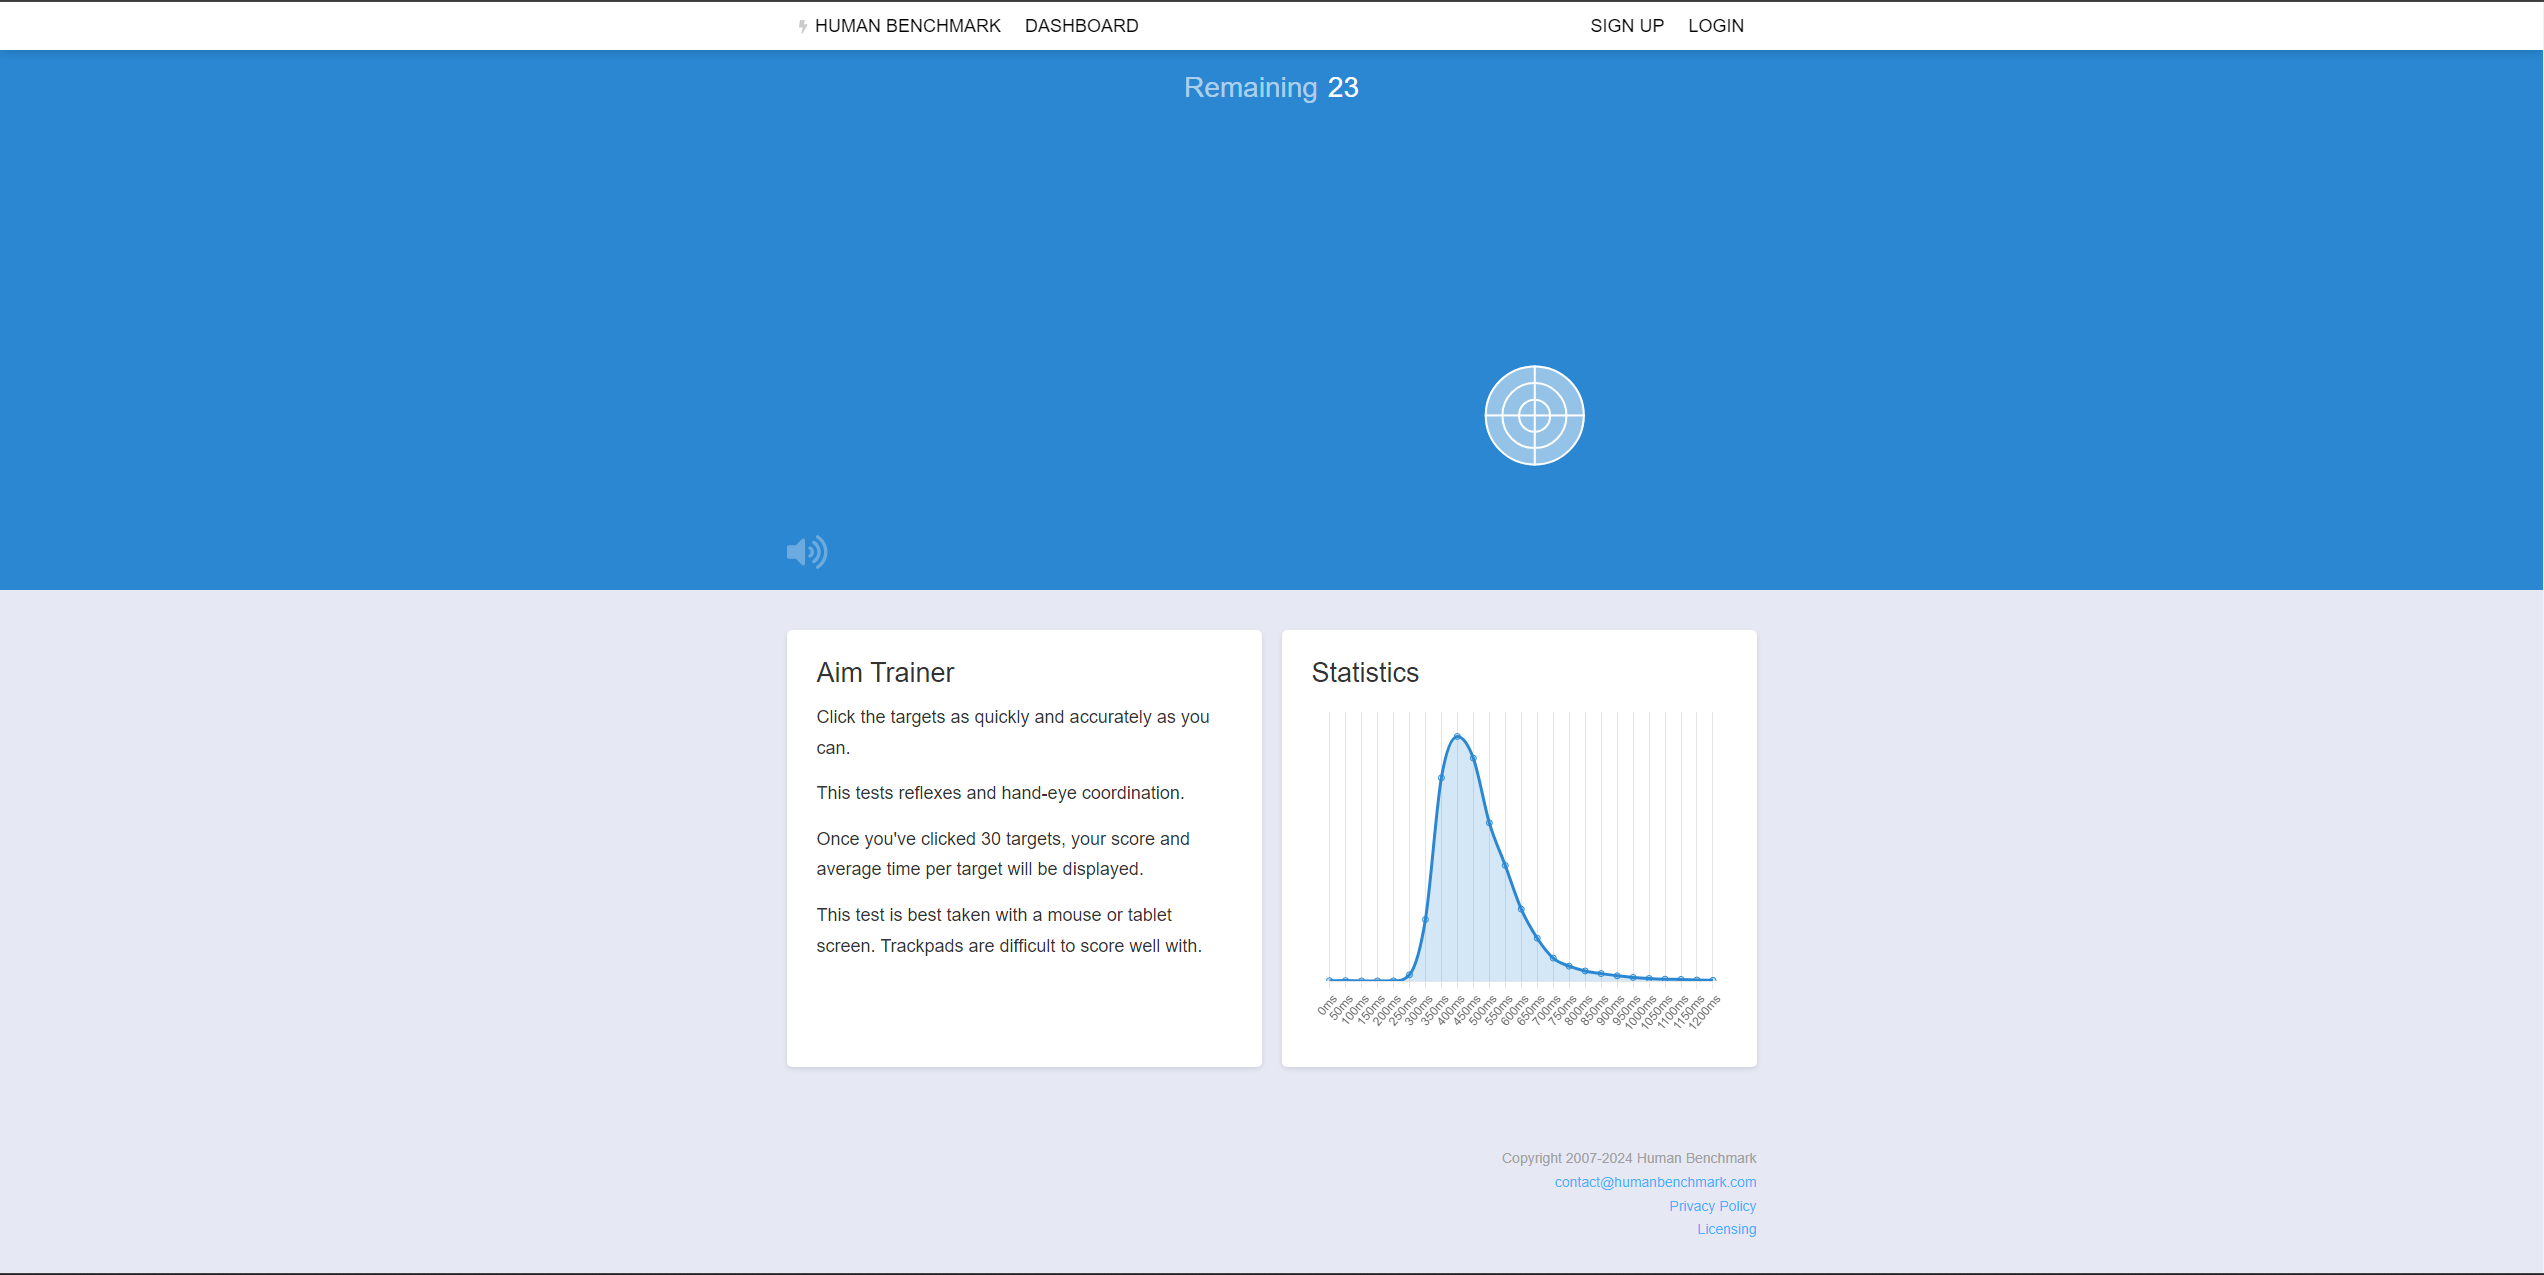 HUMAN BENCHMARK DASHBOARD SIGN UP LOGIN
Remaining 23
Aim Trainer
Click the targets as quickly and accurately as you
can.
This tests reflexes and hand-eye coordination.
Once you've clicked 30 targets, your score and
average time per target will be displayed.
This test is best taken with a mouse or tablet
screen. Trackpads are difficult to score well with.
Statistics
0ms 50ms 100ms 150ms 200ms 250ms 300ms 350ms 400ms 450ms 500ms 550ms 600ms 650ms 700ms 750ms 800ms 850ms 900ms 950ms 1000ms 1050ms 1100ms 1150ms 1200ms
Copyright 2007-2024 Human Benchmark
contact@humanbenchmark.com
Privacy Policy
Licensing